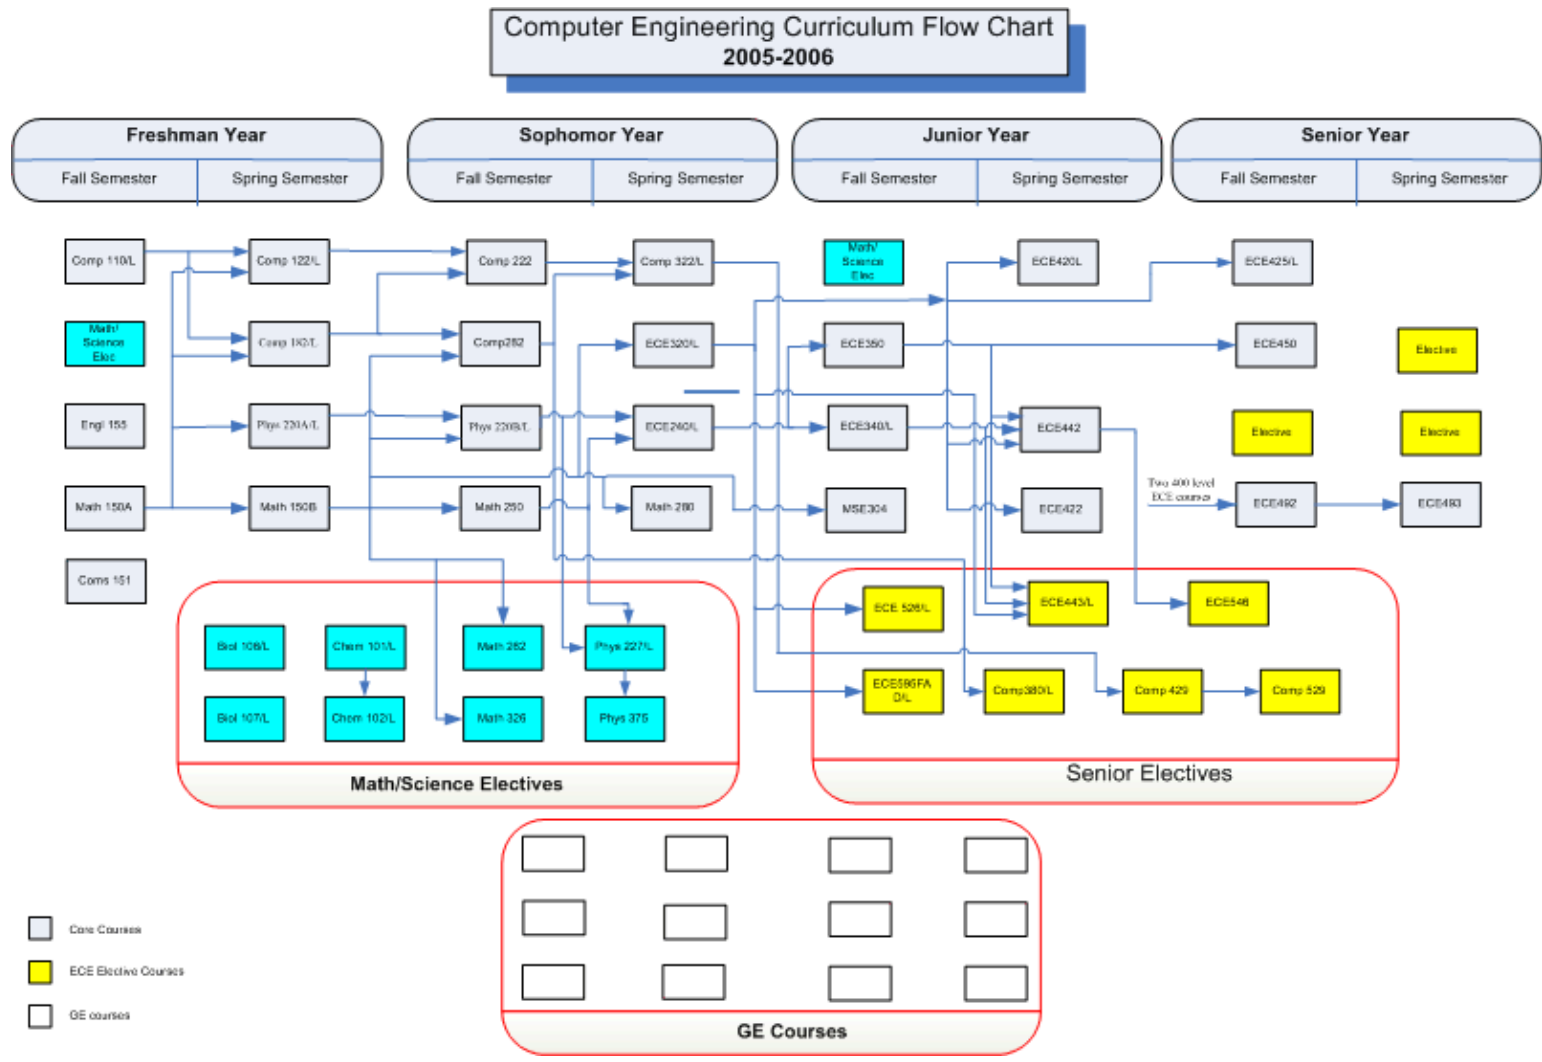 Computer Engineering Curriculum Flow Chart
2005-2006
Freshman Year
Sophomor Year
Junior Year
Senior Year
Fall Semester
Spring Semester
Fall Semester
Spring Semester
Fall Semester
Spring Semester
Fall Semester
Spring Semester
Comp 110/L
Comp 122/L
Comp 222
Comp 322/L
Math/
Science
Elec
ECE420L
ECE425/L
Math/
Science
Elec
Comp 182/L
Comp282
ECE320/L
ECE350
ECE450
Elective
Engl 155
Phys 220A/L
Phys 220B/L
ECE240/L
ECE340/L
ECE442
Elective
Elective
Math 150A
Math 150B
Math 250
Math 280
MSE304
ECE422
Two 400 level
ECE courses
ECE492
ECE493
Coms 151
ECE 526/L
ECE443/L
ECE546
Biol 106/L
Chem 101/L
Math 262
Phys 227/L
ECE595FA
D/L
Comp380/L
Comp 429
Comp 529
Biol 107/L
Chem 102/L
Math 326
Phys 375
Math/Science Electives
Senior Electives
GE Courses
Core Courses
ECE Elective Courses
GE courses